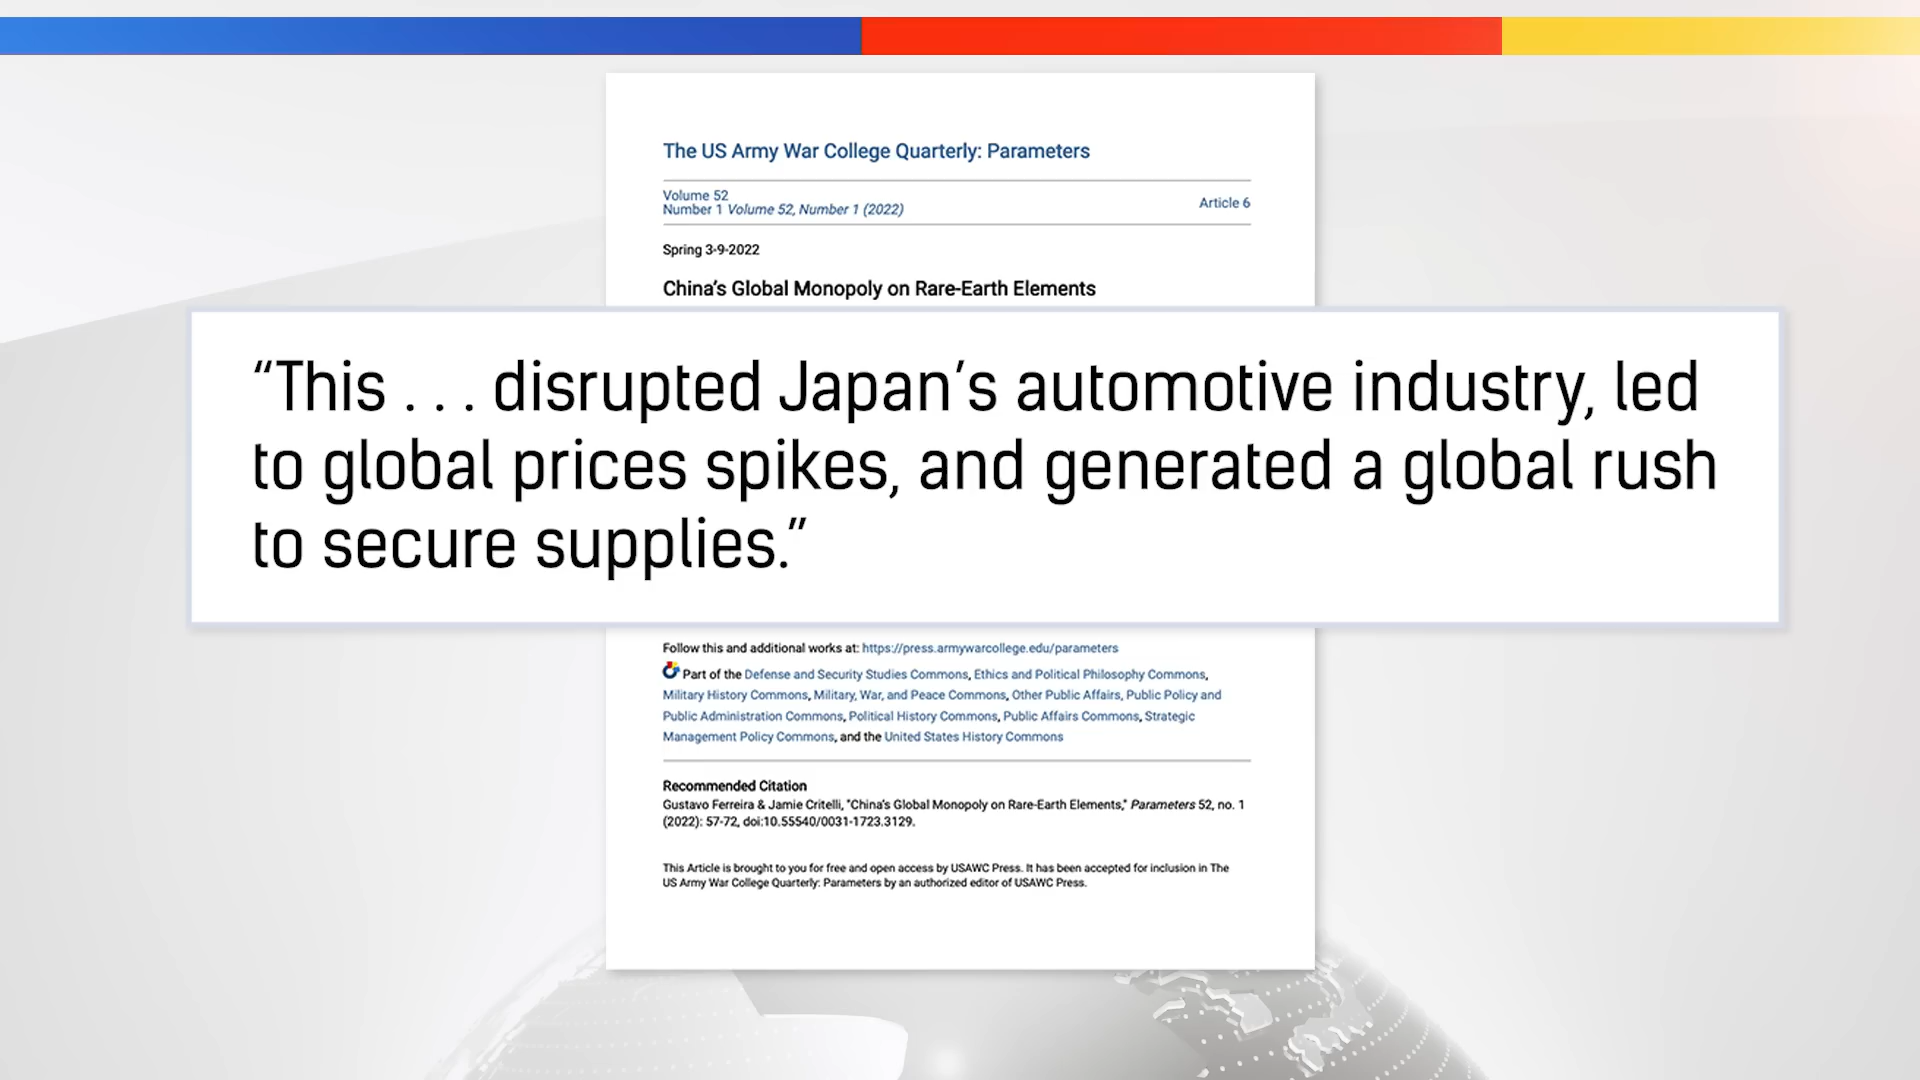 The US Army War College Quarterly: Parameters
Volume 52
Number 1 Volume 52, Number 1 (2022)
Article 6
Spring 3-9-2022
China's Global Monopoly on Rare-Earth Elements
“This . . . disrupted Japan’s automotive industry, led
to global prices spikes, and generated a global rush
to secure supplies.”
Follow this and additional works at: https://press.armywarcollege.edu/parameters
Part of the Defense and Security Studies Commons, Ethics and Political Philosophy Commons,
Military History Commons, Military, War, and Peace Commons, Other Public Affairs, Public Policy and
Public Administration Commons, Political History Commons, Public Affairs Commons, Strategic
Management Policy Commons, and the United States History Commons
Recommended Citation
Gustavo Ferreira & Jamie Critelli, "China's Global Monopoly on Rare-Earth Elements," Parameters 52, no. 1
(2022): 57-72, doi:10.55540/0031-1723.3129.
This Article is brought to you for free and open access by USAWC Press. It has been accepted for inclusion in The
US Army War College Quarterly: Parameters by an authorized editor of USAWC Press.